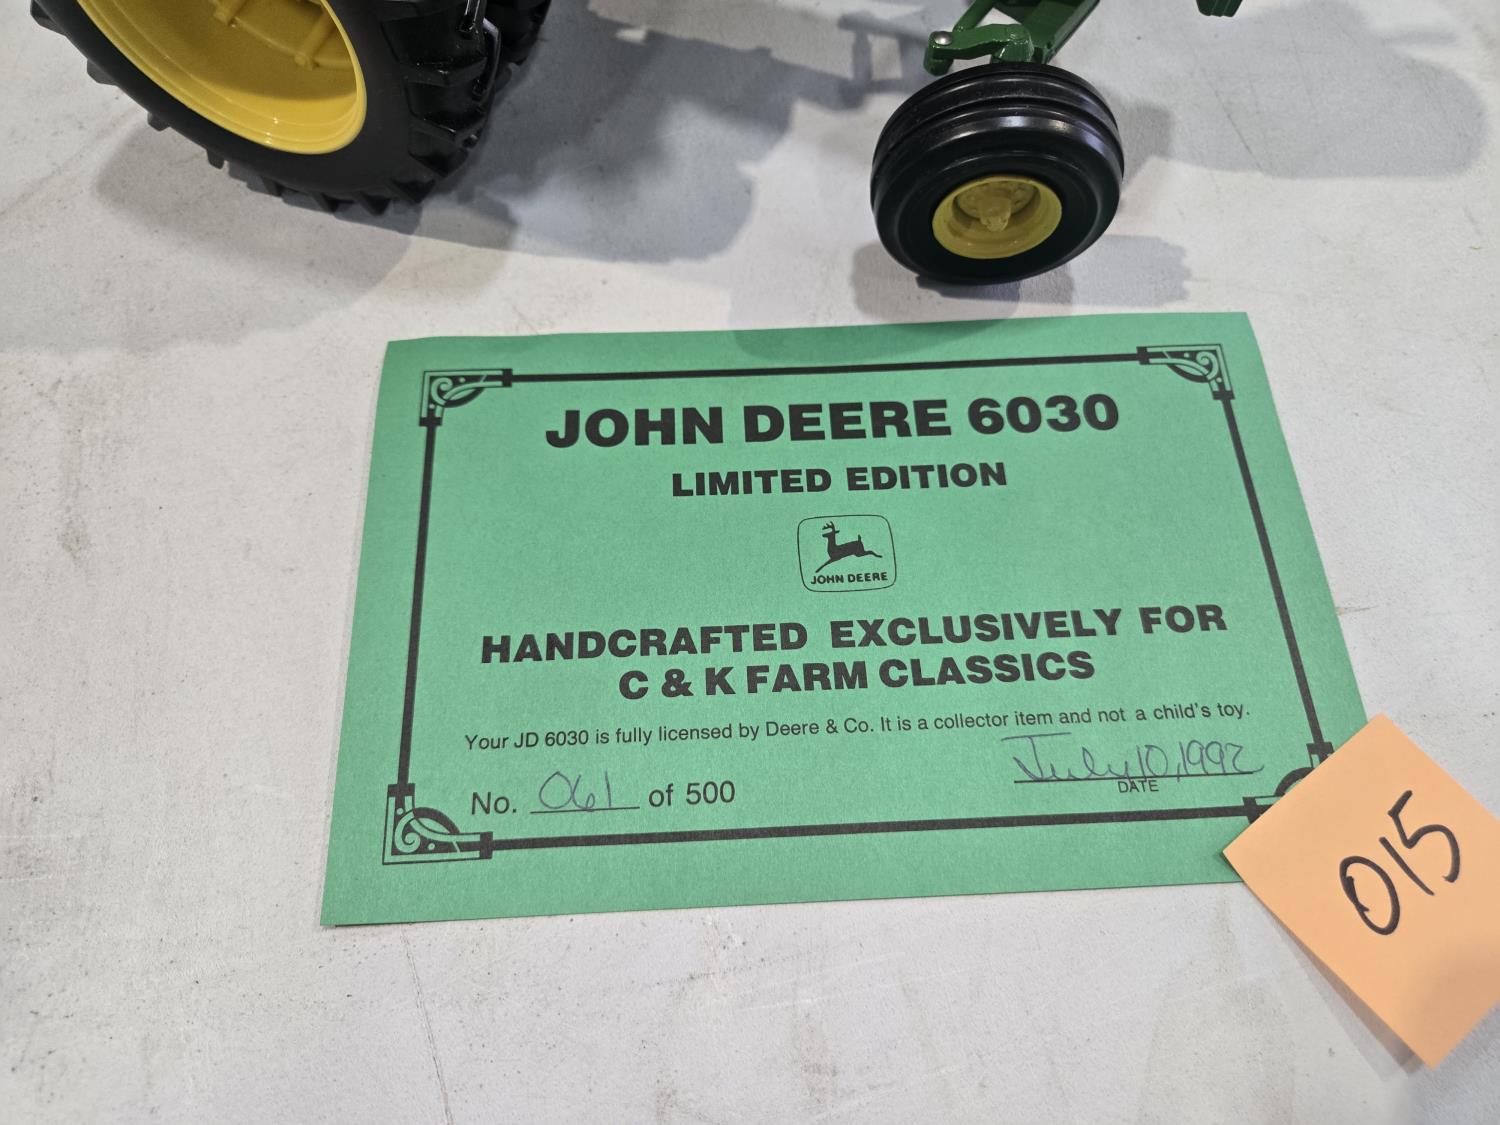 JOHN DEERE 6030
LIMITED EDITION
JOHN DEERE
HANDCRAFTED EXCLUSIVELY FOR
C & K FARM CLASSICS
Your JD 6030 is fully licensed by Deere & Co. It is a collector item and not a child's toy.
No. 061 of 500
July 10, 1992
DATE
015